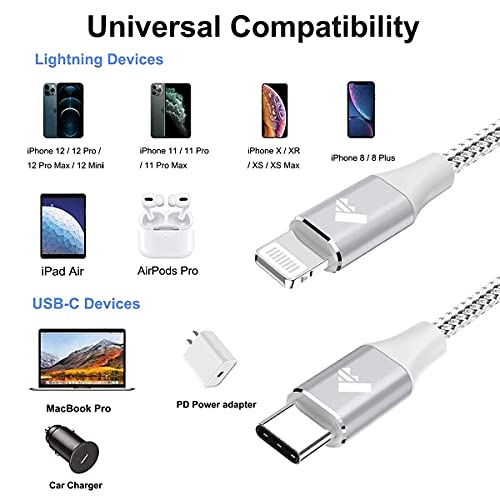 Universal Compatibility
Lightning Devices
iPhone 12 / 12 Pro /
12 Pro Max / 12 Mini
iPhone 11 / 11 Pro
/ 11 Pro Max
iPhone X / XR
/ XS / XS Max
iPhone 8 / 8 Plus
iPad Air
AirPods Pro
USB-C Devices
MacBook Pro
PD Power adapter
Car Charger